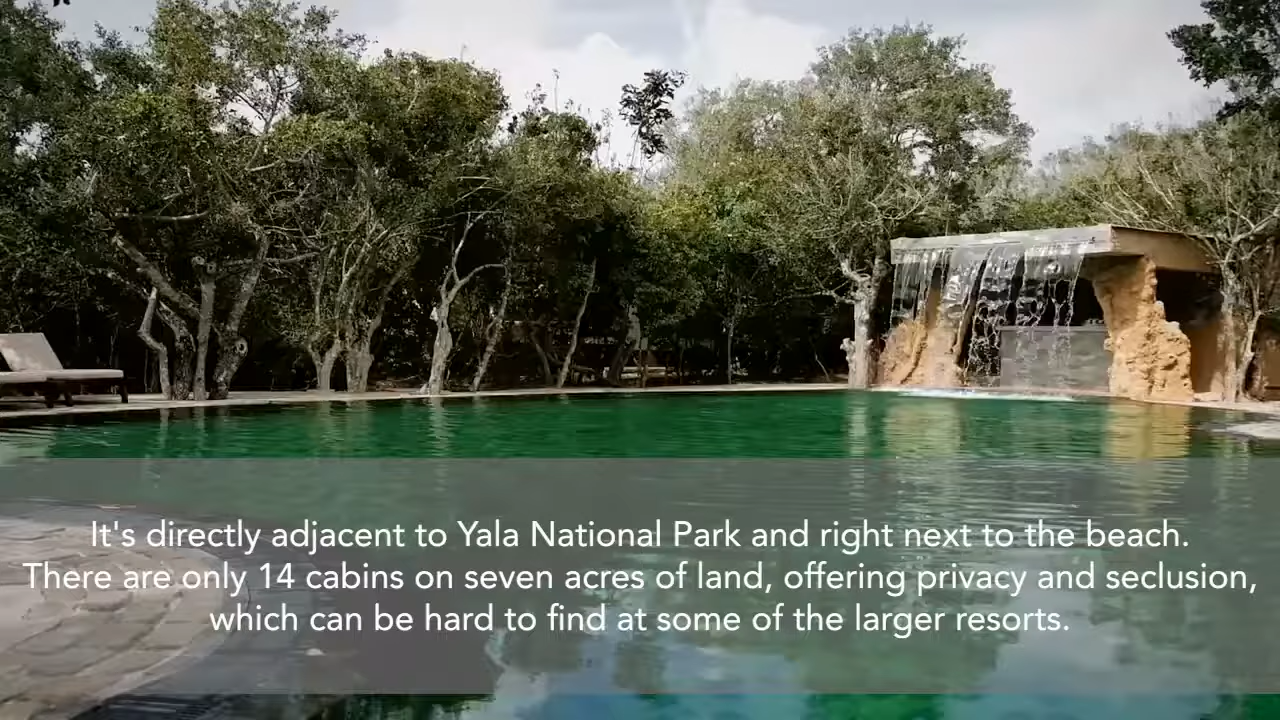 It's directly adjacent to Yala National Park and right next to the beach.
There are only 14 cabins on seven acres of land, offering privacy and seclusion,
which can be hard to find at some of the larger resorts.